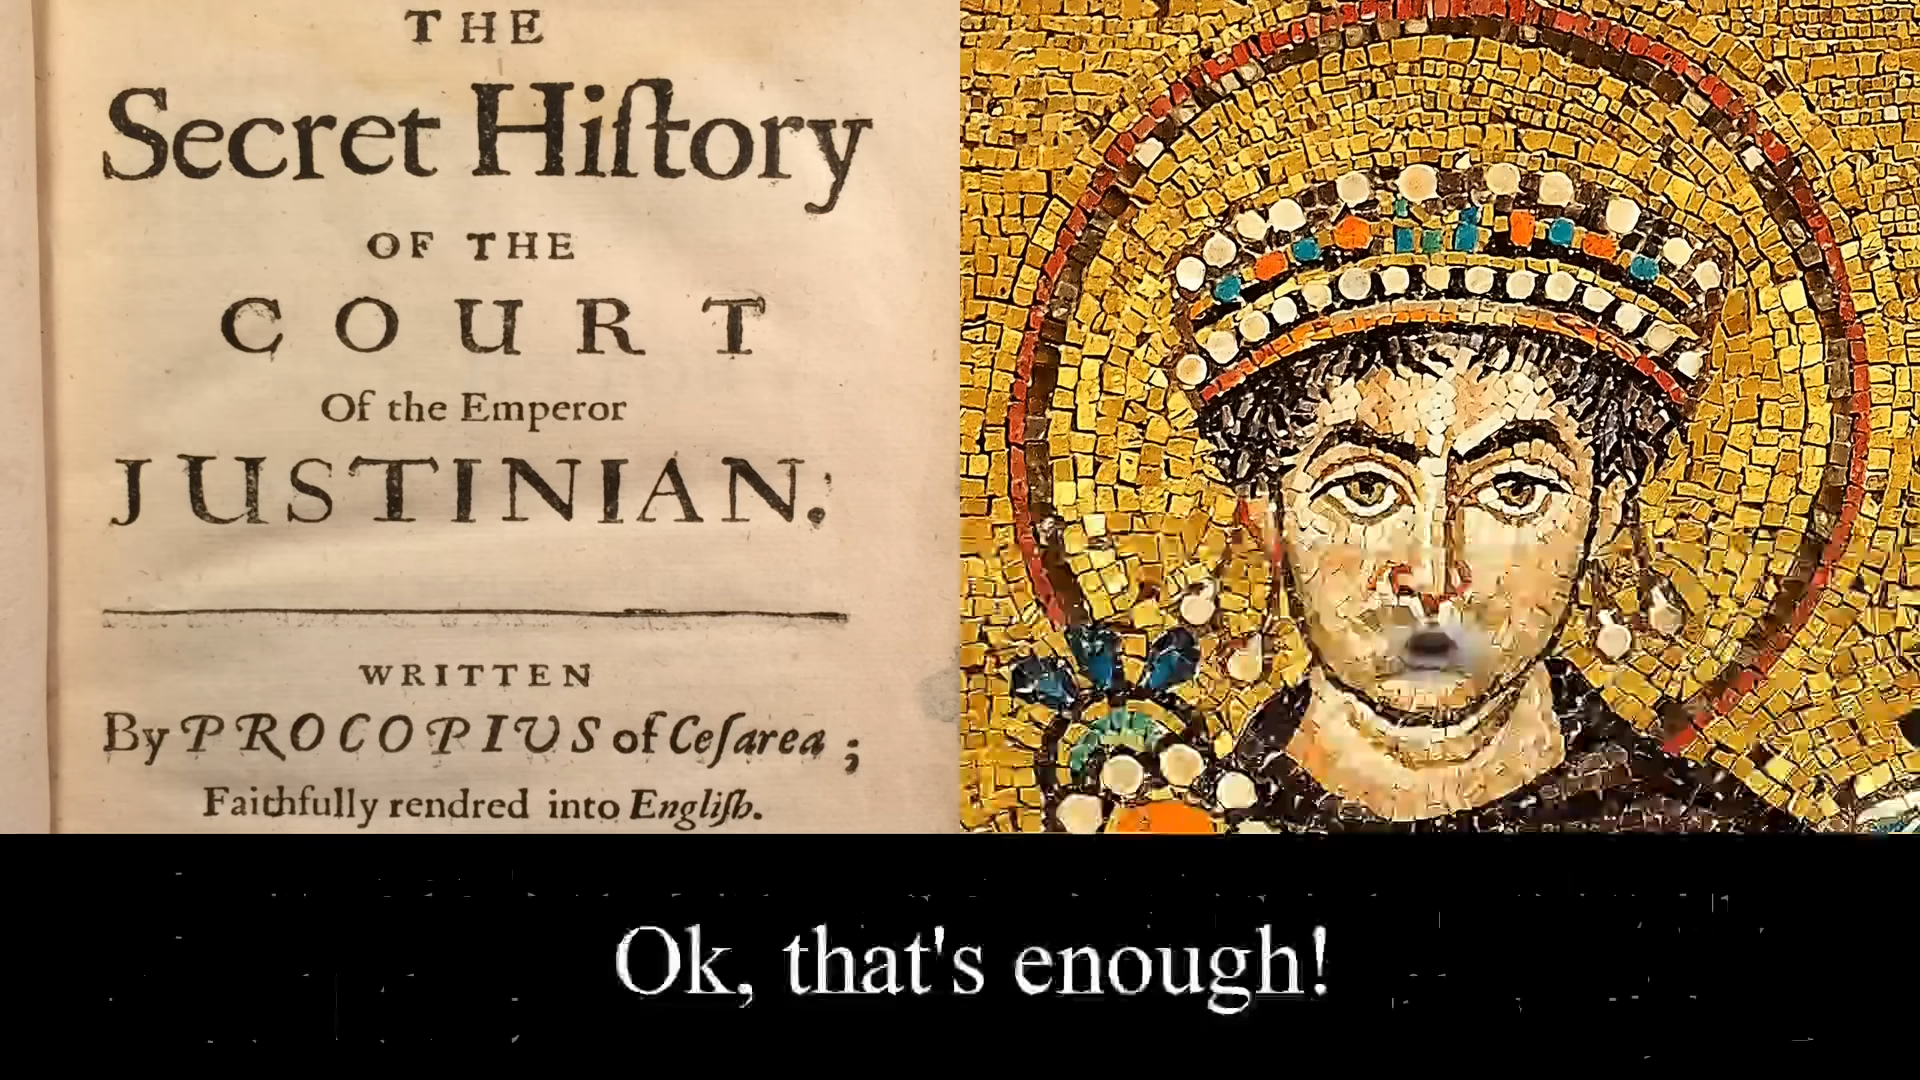 THE
Secret Hiſtory
OF THE
COURT
Of the Emperor
JUSTINIAN:
WRITTEN
By PROCOPIUS of Ceſarea;
Faithfully rendred into Engliſh.
Ok, that's enough!